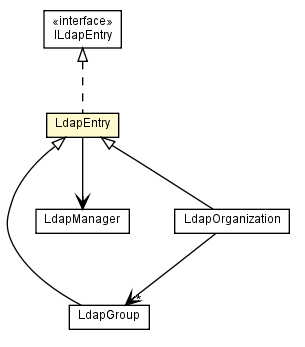 «interface»
ILdapEntry
LdapEntry
LdapManager
LdapOrganization
*
LdapGroup